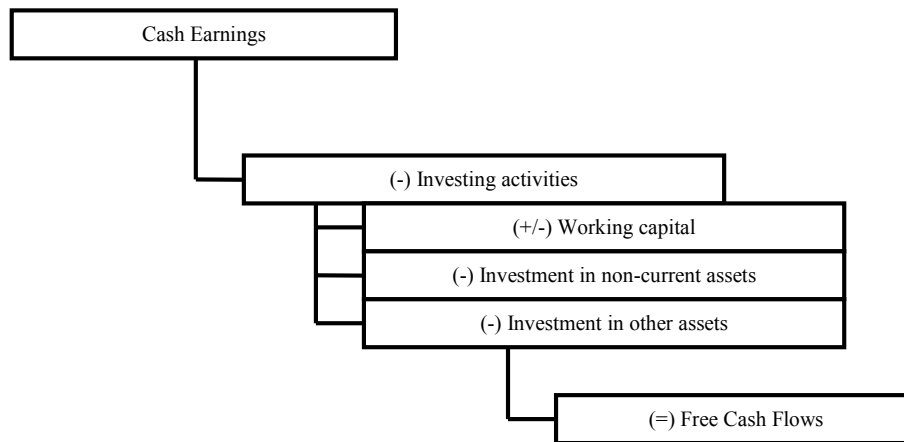 Cash Earnings
(-) Investing activities
(+/-) Working capital
(-) Investment in non-current assets
(-) Investment in other assets
(=) Free Cash Flows